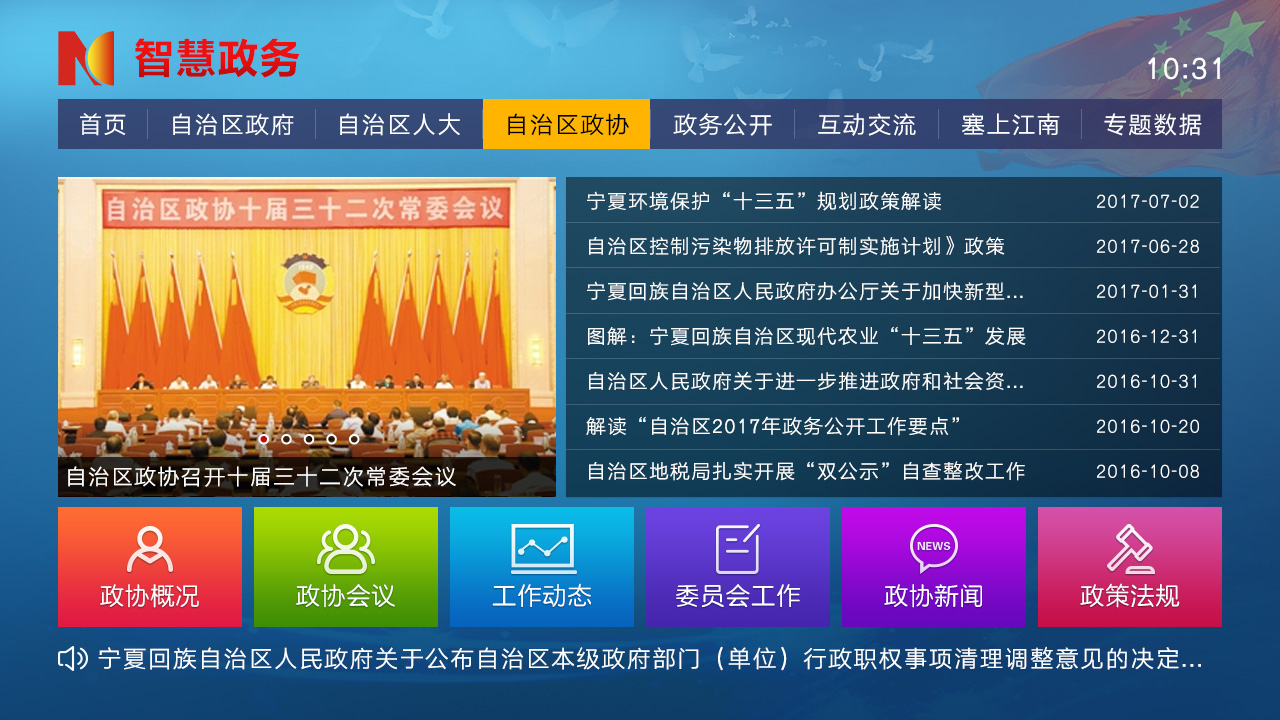 智慧政务
10:31
首页 自治区政府 自治区人大 自治区政协 政务公开 互动交流 塞上江南 专题数据
自治区政协十届三十二次常委会议
自治区政协召开十届三十二次常委会议
宁夏环境保护“十三五”规划政策解读 2017-07-02
自治区控制污染物排放许可制实施计划》政策 2017-06-28
宁夏回族自治区人民政府办公厅关于加快新型... 2017-01-31
图解：宁夏回族自治区现代农业“十三五”发展 2016-12-31
自治区人民政府关于进一步推进政府和社会资... 2016-10-31
解读“自治区2017年政务公开工作要点” 2016-10-20
自治区地税局扎实开展“双公示”自查整改工作 2016-10-08
NEWS
政协概况 政协会议 工作动态 委员会工作 政协新闻 政策法规
宁夏回族自治区人民政府关于公布自治区本级政府部门（单位）行政职权事项清理调整意见的决定...